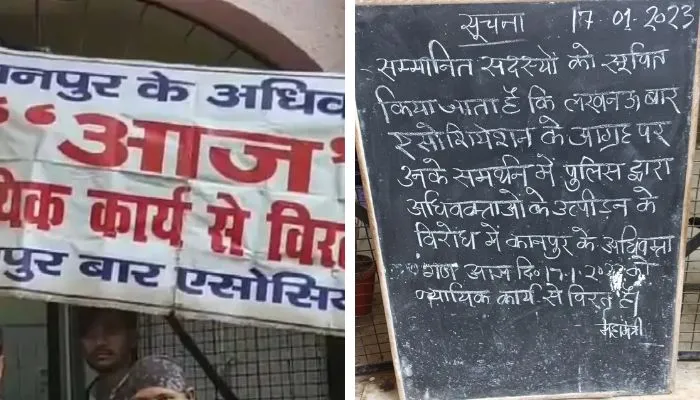 ानपुर के अधिव
“आज”
यिक कार्य से विरत
पुर बार एसोसि
सूचना 17 01-2023
सम्मानित सदस्यों को सूचित
किया जाता है कि लखनऊ बार
एसोशियेशन के आग्रह पर
उनके समर्थन में पुलिस द्वारा
अधिवक्ताओं के उत्पीड़न के
विरोध में कानपुर के अधिवक्ता
गण आज दि० 17.1.2023 को
न्यायिक कार्य से विरत हैं।
महामंत्री